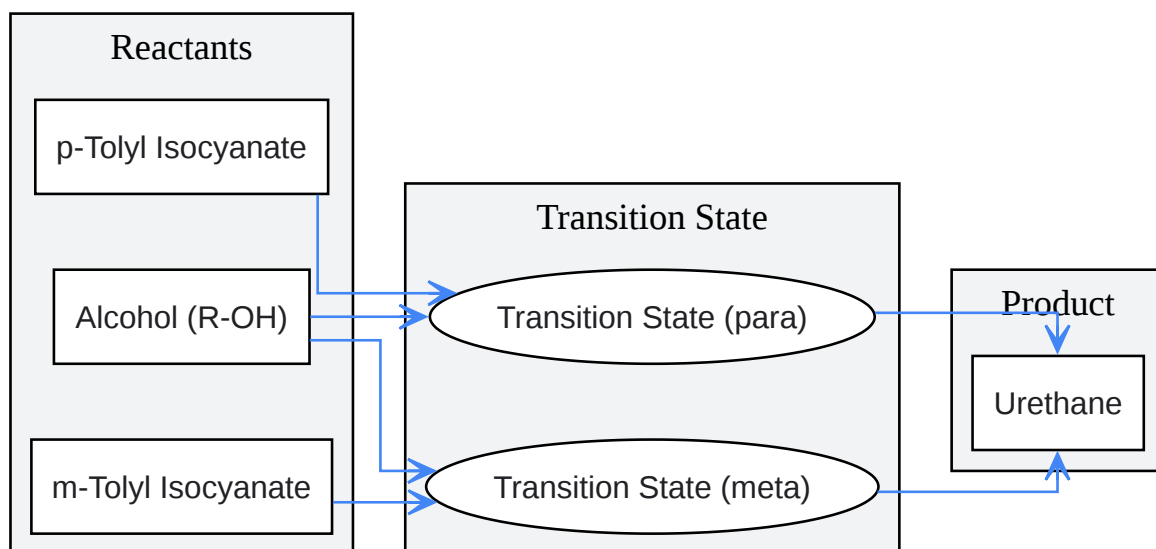 Reactants
p-Tolyl Isocyanate
Alcohol (R-OH)
m-Tolyl Isocyanate
Transition State
Transition State (para)
Transition State (meta)
Product
Urethane